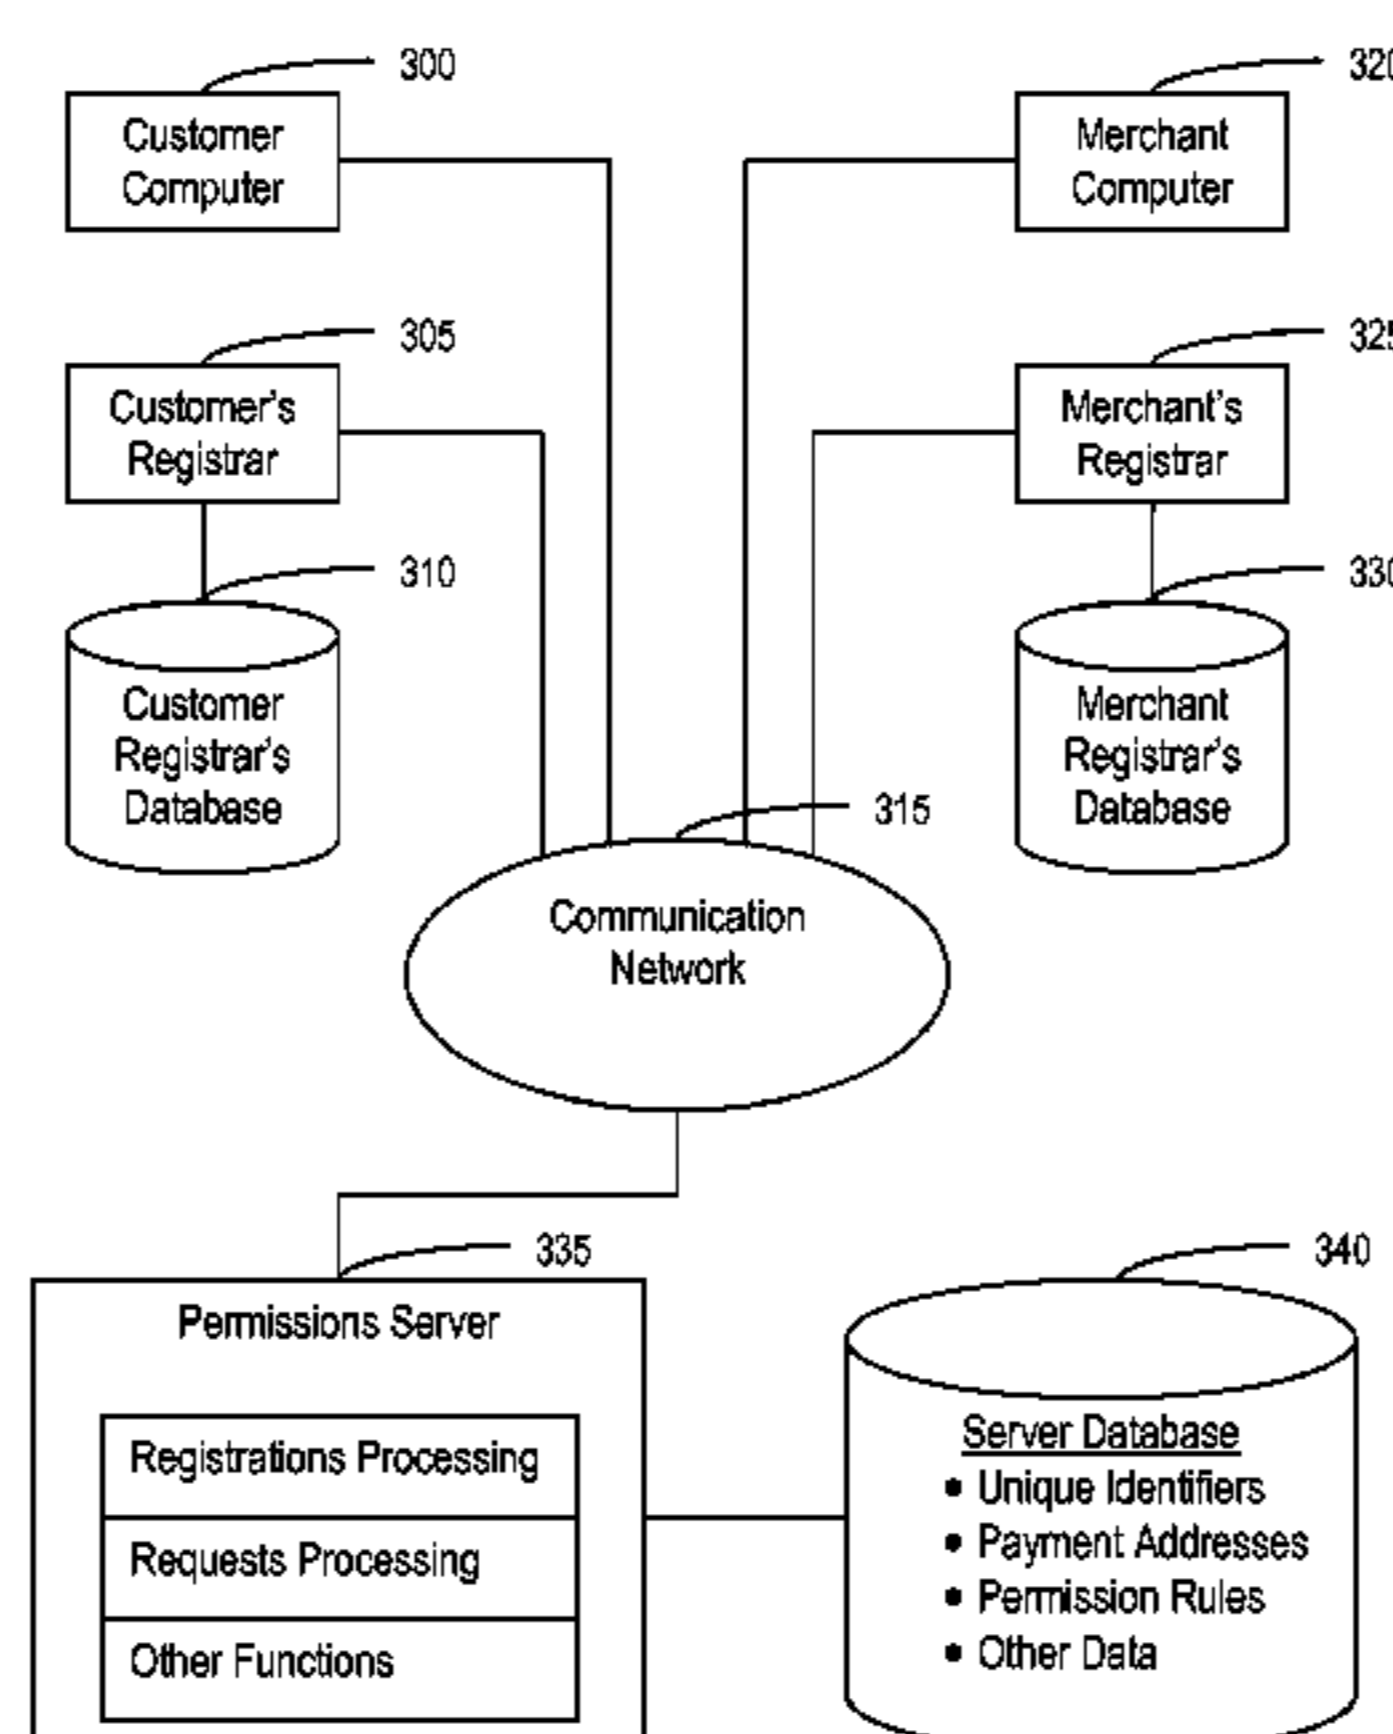 300
320
Customer
Computer
Merchant
Computer
305
325
Customer's
Registrar
Merchant's
Registrar
310
330
Customer
Registrar's
Database
Merchant
Registrar's
Database
315
Communication
Network
335
340
Permissions Server
Registrations Processing
Requests Processing
Other Functions
Server Database
• Unique Identifiers
• Payment Addresses
• Permission Rules
• Other Data